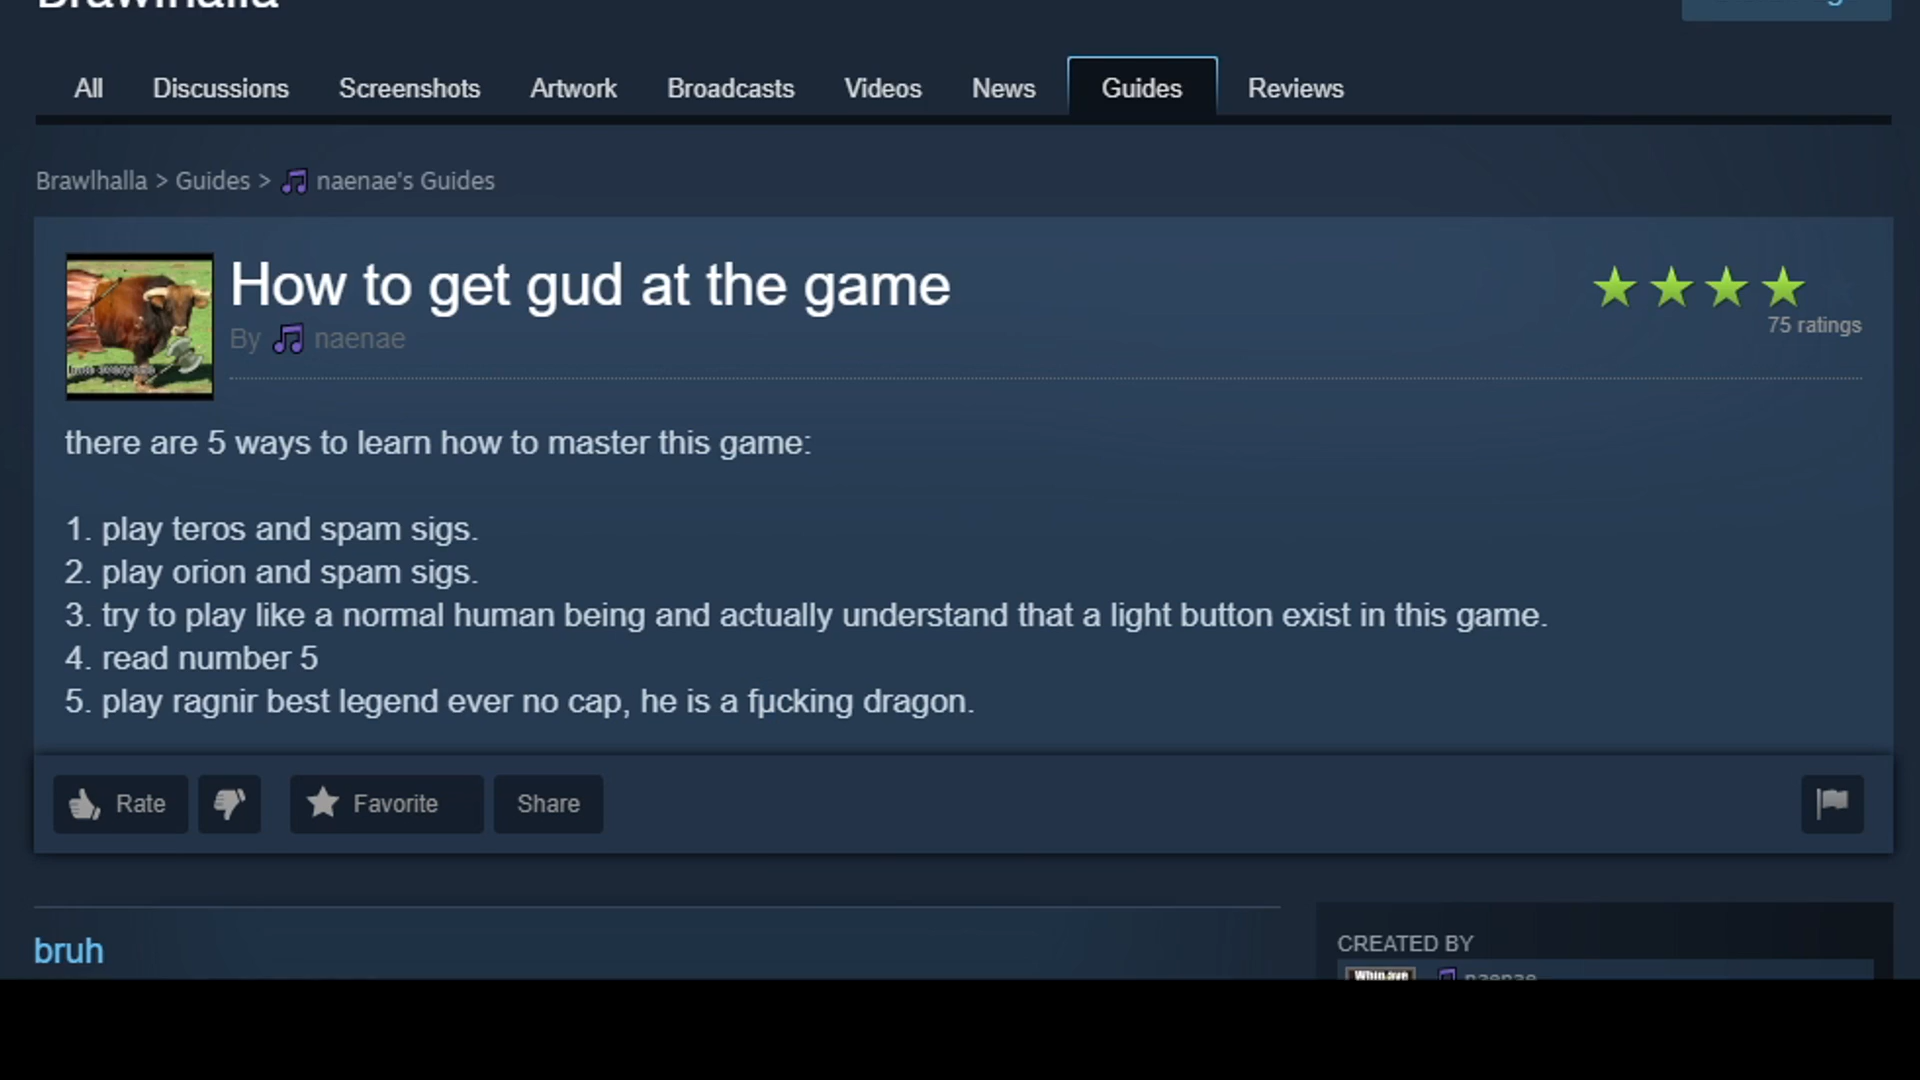 Brawlhalla
All Discussions Screenshots Artwork Broadcasts Videos News Guides Reviews
Brawlhalla > Guides > naenae's Guides
How to get gud at the game
By naenae
75 ratings
there are 5 ways to learn how to master this game:
1. play teros and spam sigs.
2. play orion and spam sigs.
3. try to play like a normal human being and actually understand that a light button exist in this game.
4. read number 5
5. play ragnir best legend ever no cap, he is a fµcking dragon.
Rate Favorite Share
bruh
CREATED BY
naenae